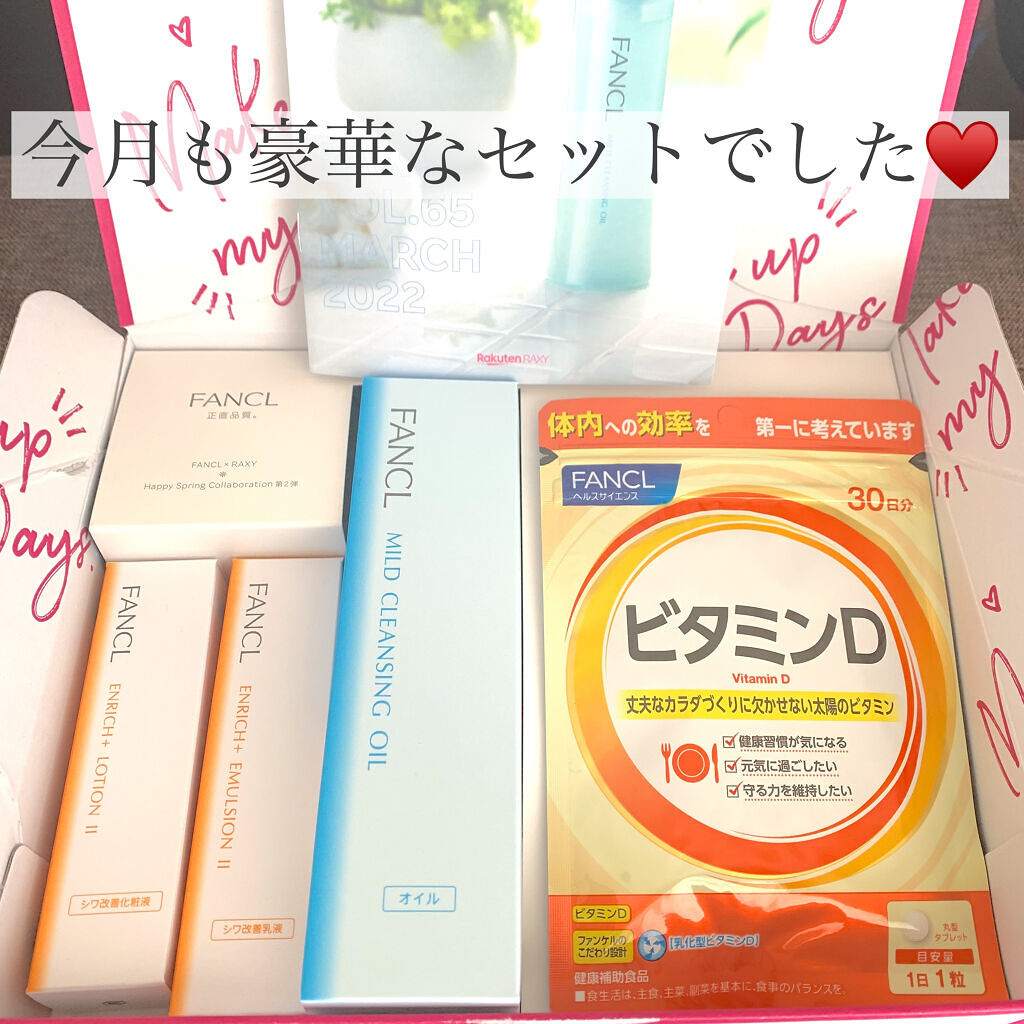 今月も豪華なセットでした♥
Make
my
up
Days
FANCL
MILD CLEANSING OIL
VOL.65
MARCH
2022
Rakuten RAXY
up
Days.
my
FANCL
正直品質。
FANCL×RAXY
Happy Spring Collaboration 第2弾
FANCL
ENRICH+ LOTION II
シワ改善化粧液
FANCL
ENRICH+ EMULSION II
シワ改善乳液
FANCL
MILD CLEANSING OIL
オイル
体内への効率を 第一に考えています
FANCL
ヘルスサイエンス
30日分
ビタミンD
Vitamin D
丈夫なカラダづくりに欠かせない太陽のビタミン
健康習慣が気になる
元気に過ごしたい
守る力を維持したい
ビタミンD
ファンケルの
こだわり設計
【乳化型ビタミンD】
健康補助食品
■食生活は、主食、主菜、副菜を基本に、食事のバランスを。
丸型
タブレット
目安量
1日1粒